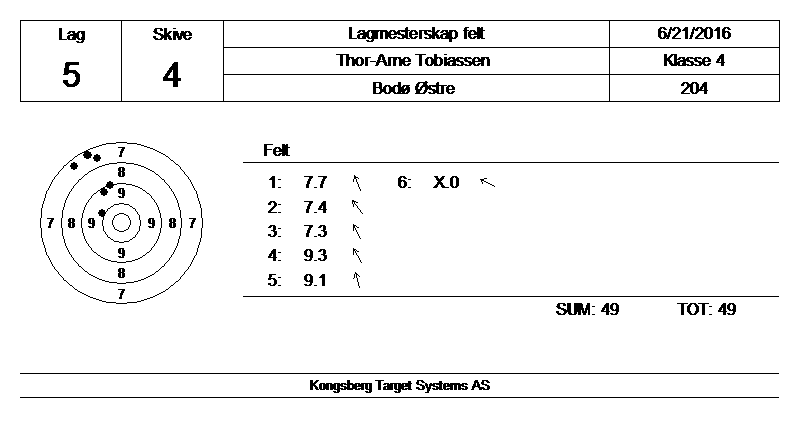 Lag Skive Lagmesterskap felt 6/21/2016
5 4 Thor-Arne Tobiassen Klasse 4
Bodø Østre 204
Felt
7
8
9
7 8 9 9 8 7
9
8
7
1: 7.7 ↖ 6: X.0 ↖
2: 7.4 ↖
3: 7.3 ↖
4: 9.3 ↖
5: 9.1 ↖
SUM: 49 TOT: 49
Kongsberg Target Systems AS